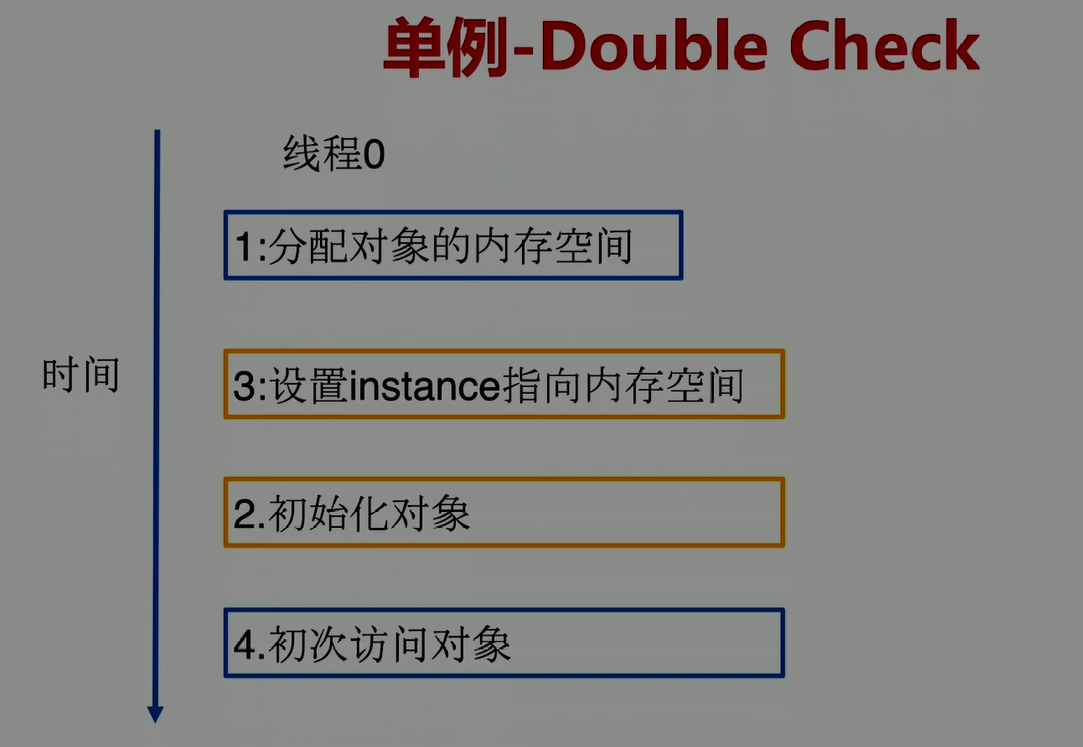 单例-Double Check
线程0
1:分配对象的内存空间
时间
3:设置instance指向内存空间
2.初始化对象
4.初次访问对象